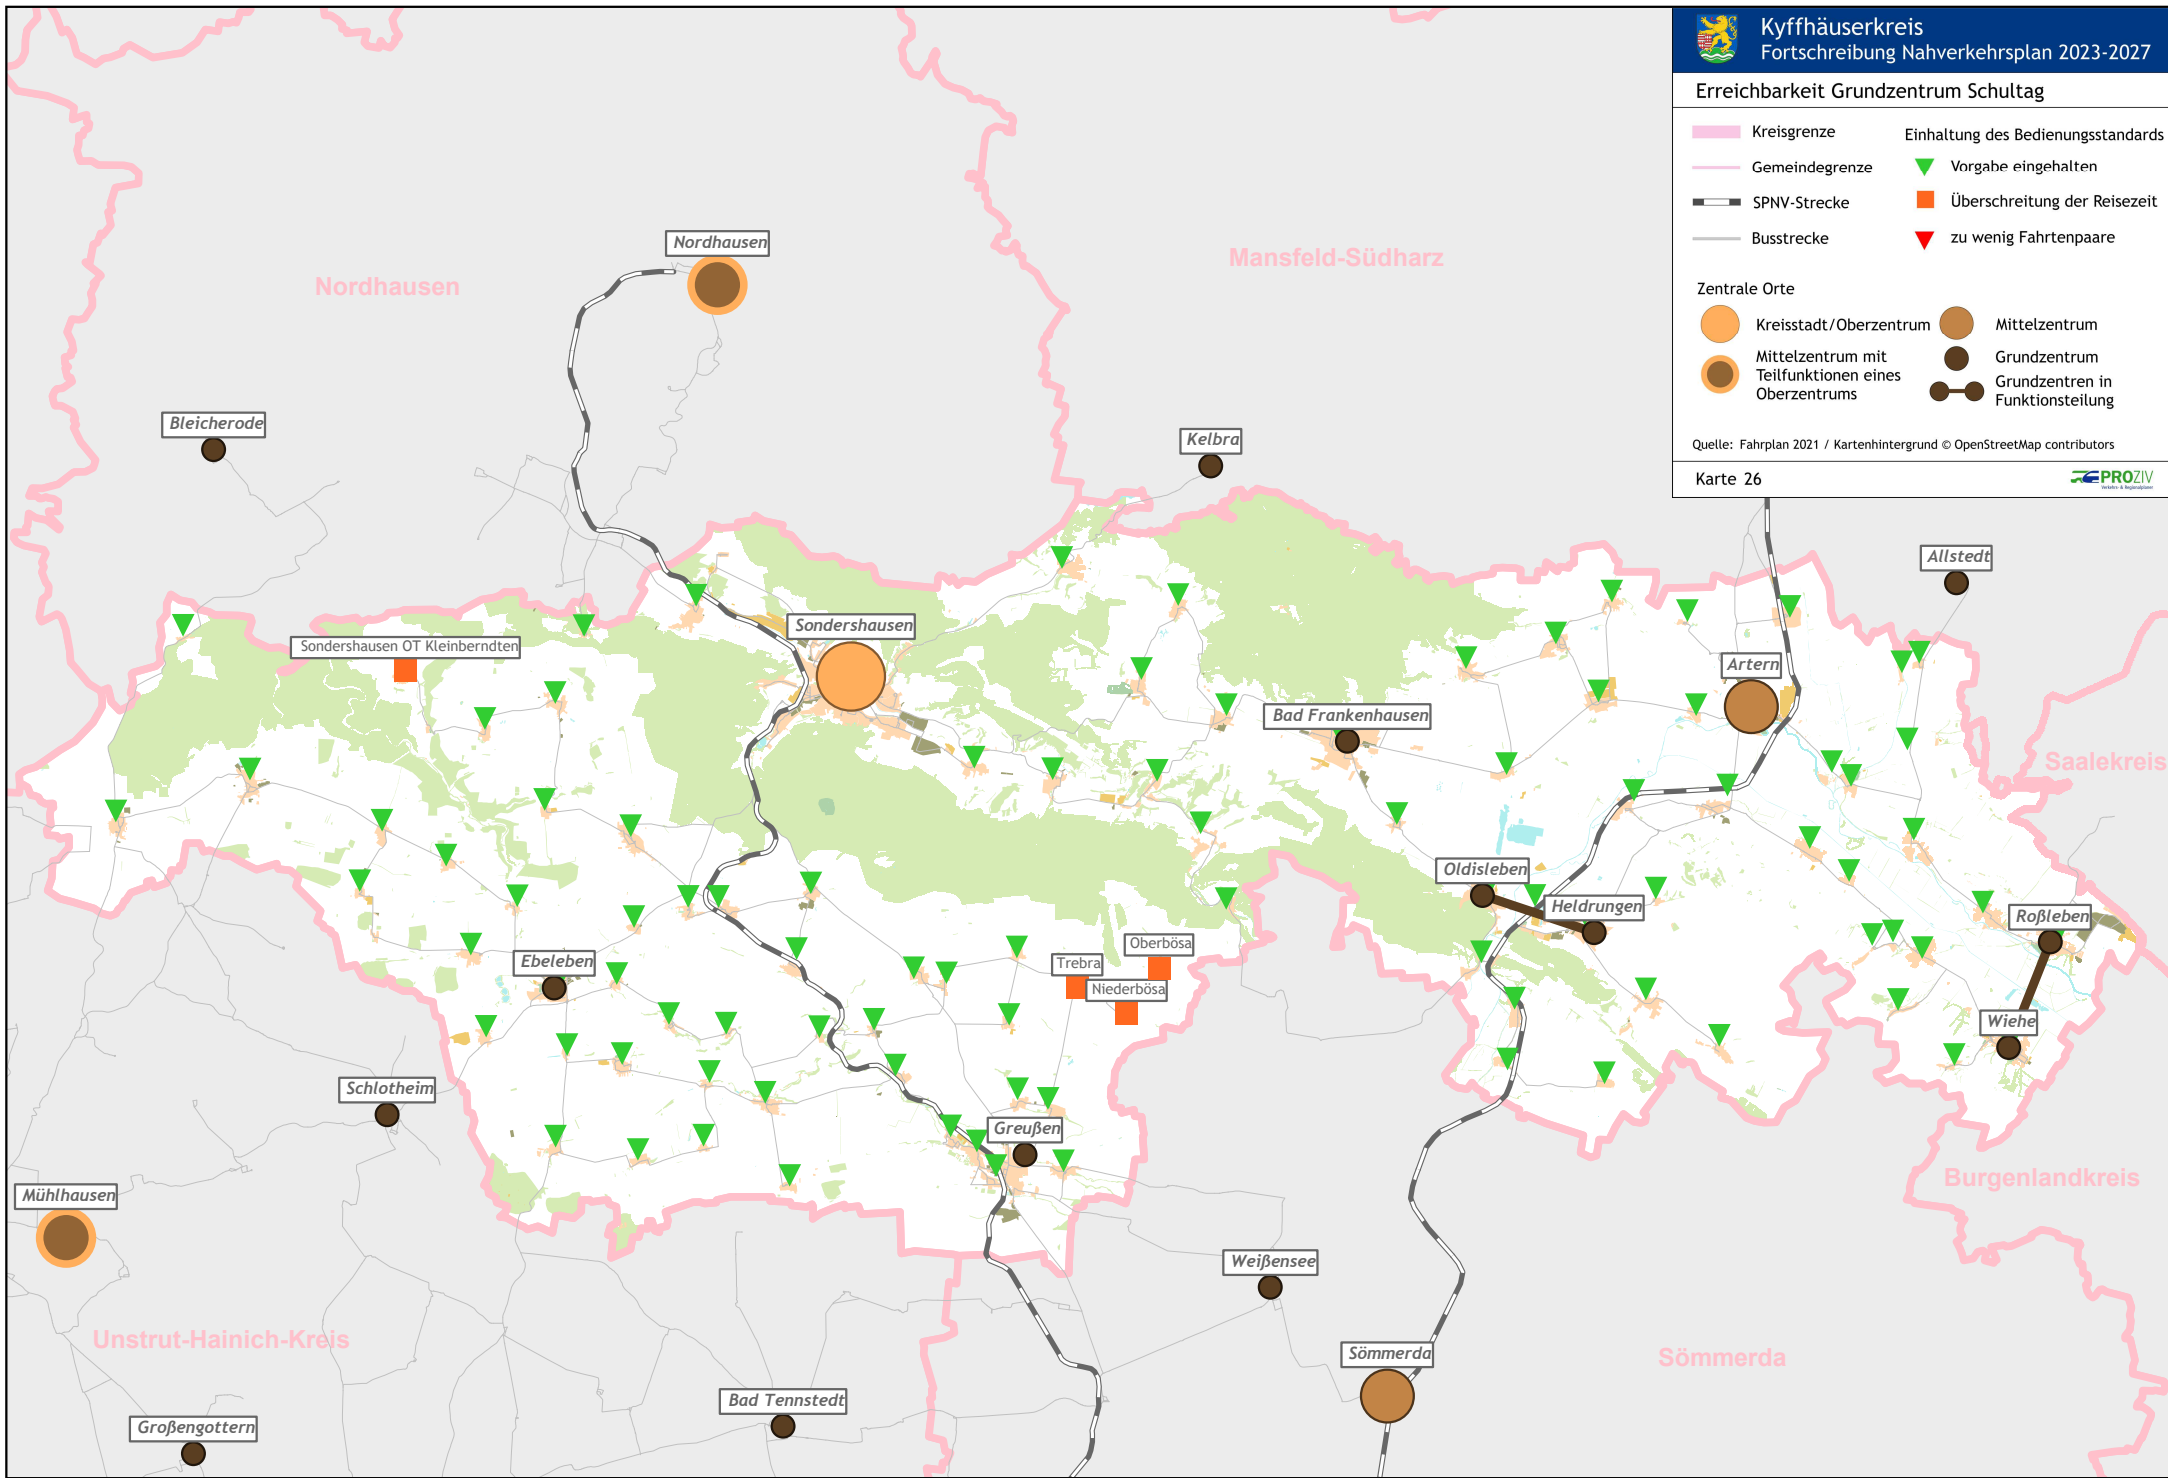 Kyffhäuserkreis
Fortschreibung Nahverkehrsplan 2023-2027
Erreichbarkeit Grundzentrum Schultag
Kreisgrenze
Gemeindegrenze
SPNV-Strecke
Busstrecke
Einhaltung des Bedienungsstandards
Vorgabe eingehalten
Überschreitung der Reisezeit
zu wenig Fahrtenpaare
Zentrale Orte
Kreisstadt/Oberzentrum
Mittelzentrum mit
Teilfunktionen eines
Oberzentrums
Mittelzentrum
Grundzentrum
Grundzentren in
Funktionsteilung
Quelle: Fahrplan 2021 / Kartenhintergrund © OpenStreetMap contributors
Karte 26
PROZIV
Verkehrs- & Regionalplaner
Nordhausen
Mansfeld-Südharz
Nordhausen
Bleicherode
Kelbra
Allstedt
Sondershausen
Sondershausen OT Kleinberndten
Artern
Bad Frankenhausen
Saalekreis
Oldisleben
Heldrungen
Roßleben
Oberbösa
Trebra
Niederbösa
Ebeleben
Wiehe
Schlotheim
Greußen
Burgenlandkreis
Mühlhausen
Weißensee
Unstrut-Hainich-Kreis
Sömmerda
Sömmerda
Bad Tennstedt
Großengottern